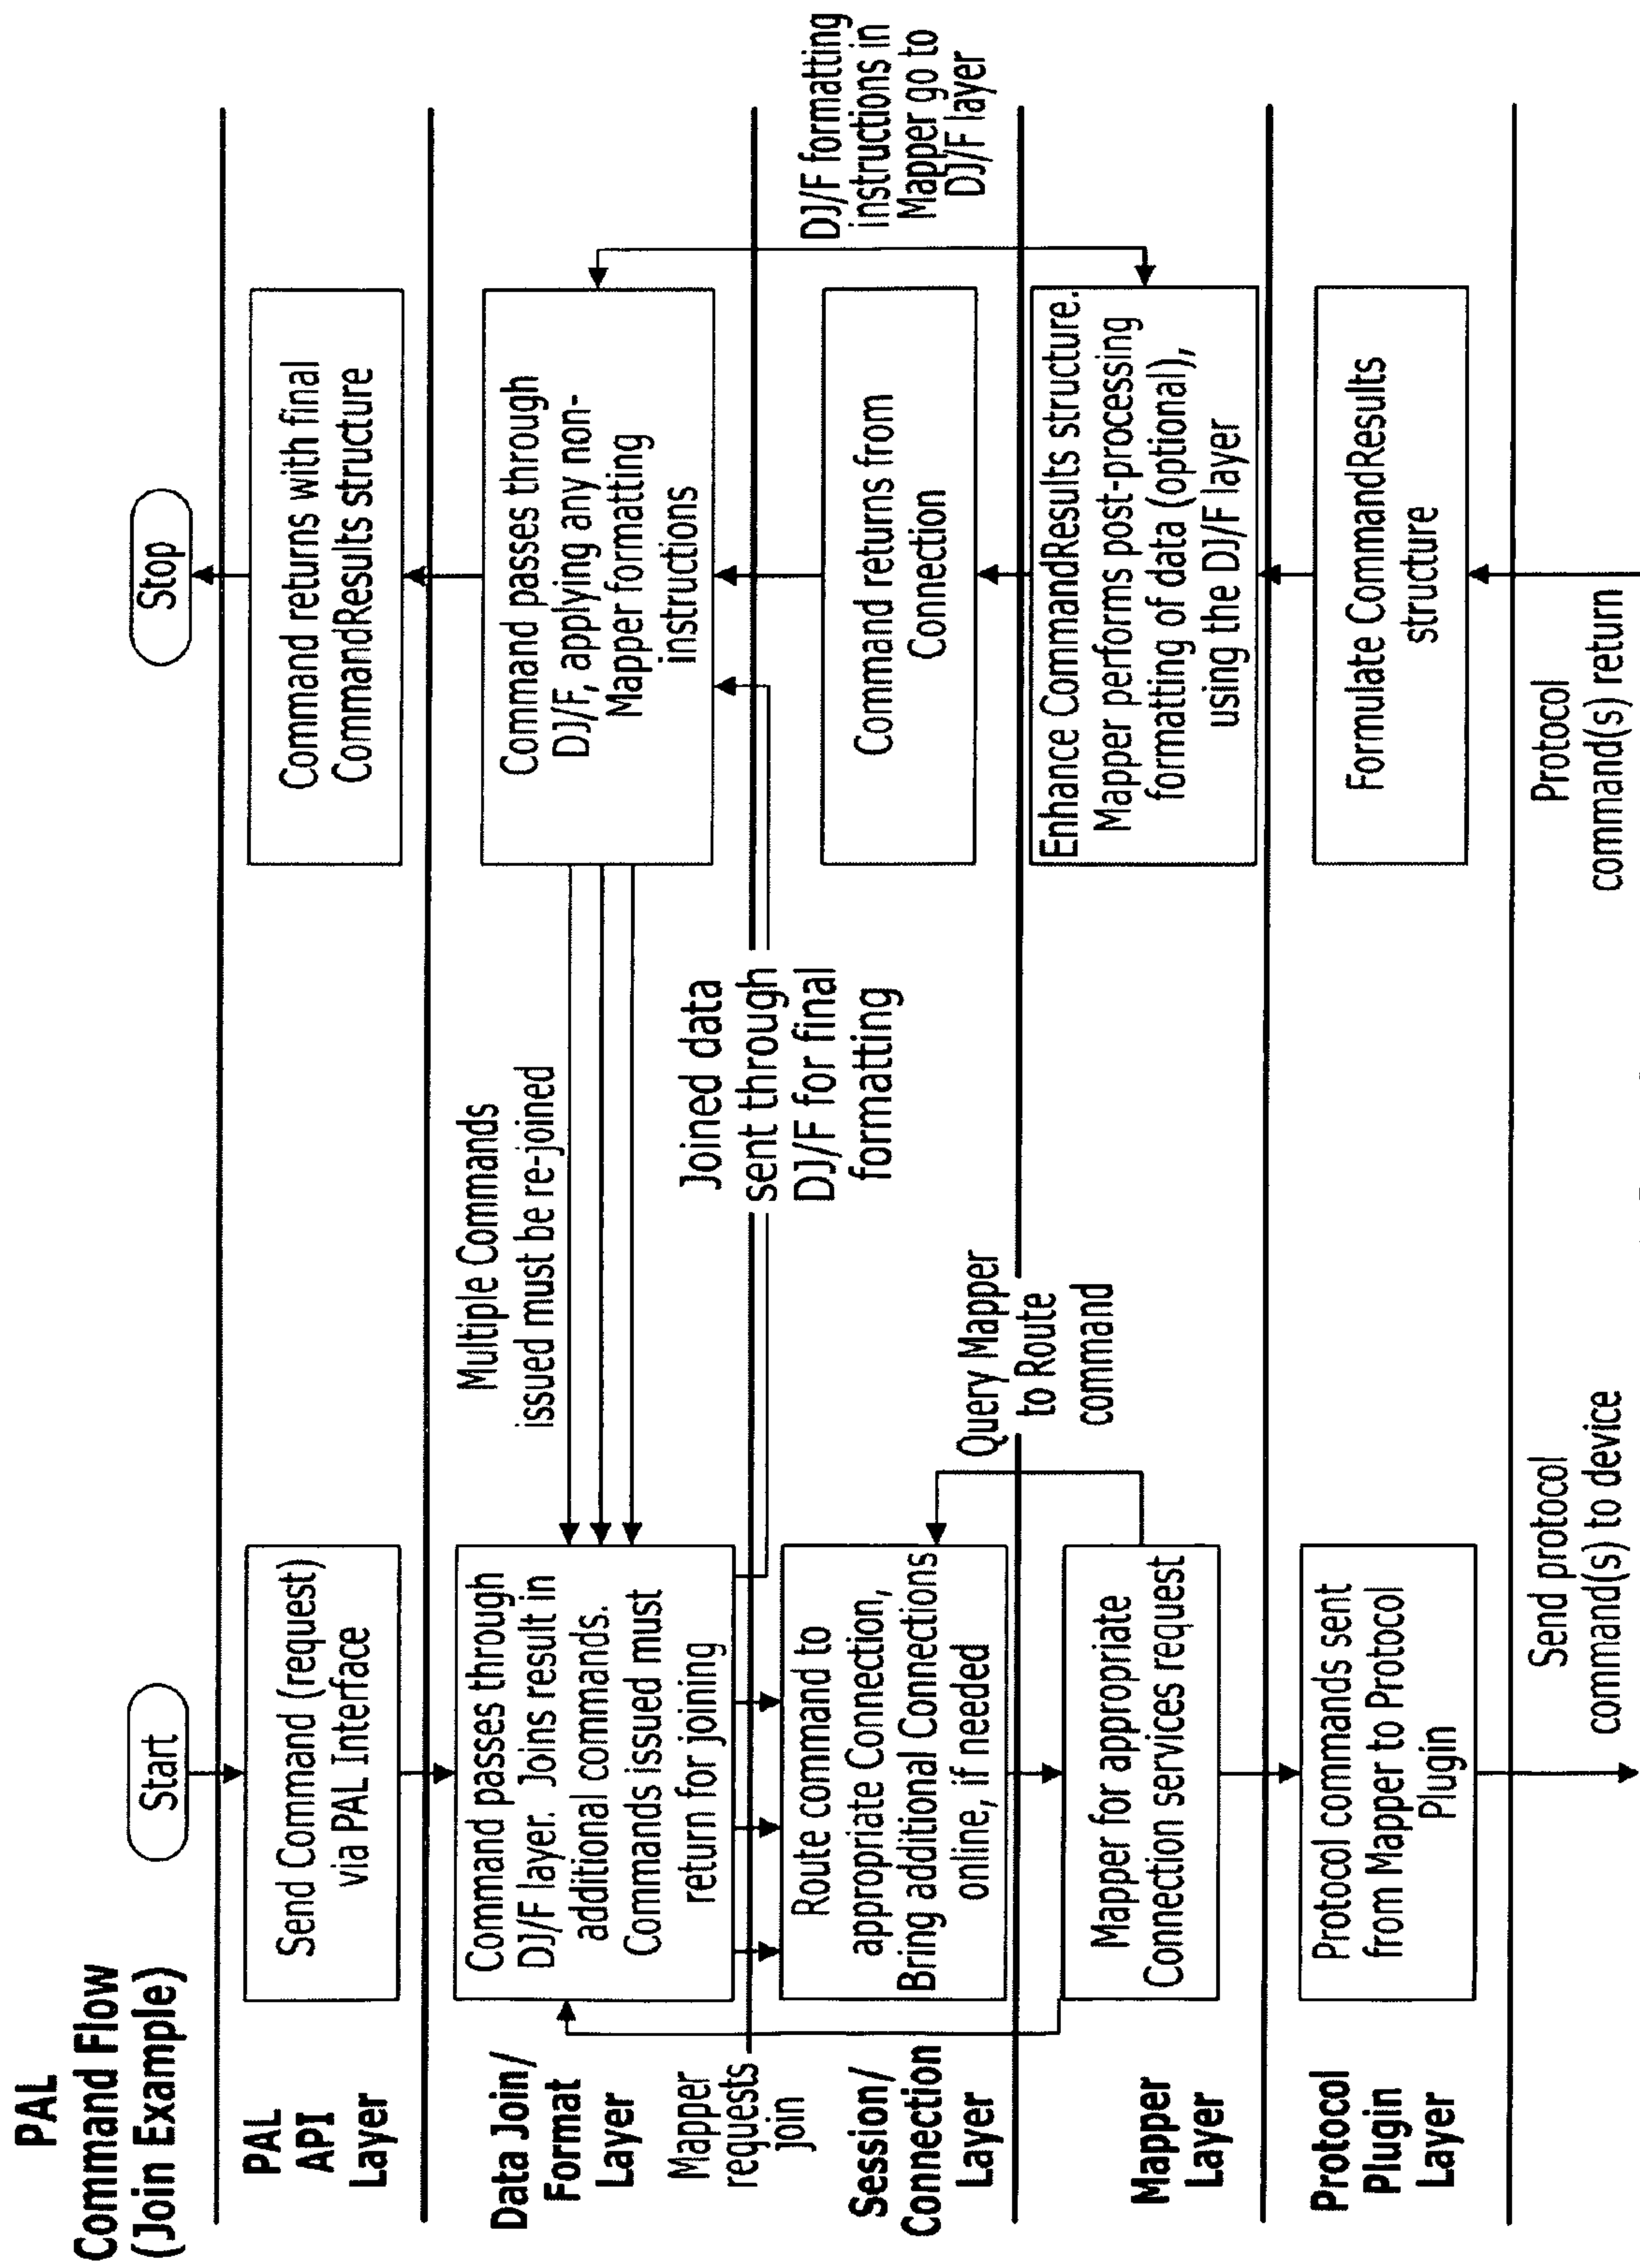 PAL
Command Flow
(Join Example)
Start
Stop
PAL
API
Layer
Send Command (request)
via PAL Interface
Command returns with final
CommandResults structure
Data Join/
Format
Layer
Command passes through
DJ/F layer. Joins result in
additional commands.
Commands issued must
return for joining
Multiple Commands
issued must be re-joined
Command passes through
DJ/F, applying any non-
Mapper formatting
instructions
Mapper
requests
join
Joined data
sent through
DJ/F for final
formatting
DJ/F formatting
instructions in
Mapper go to
DJ/F layer
Session/
Connection
Layer
Route command to
appropriate Connection,
Bring additional Connections
online, if needed
Query Mapper
to Route
command
Command returns from
Connection
Mapper
Layer
Mapper for appropriate
Connection services request
Enhance CommandResults structure.
Mapper performs post-processing
formating of data (optional),
using the DJ/F layer
Protocol
Plugin
Layer
Protocol commands sent
from Mapper to Protocol
Plugin
Formulate CommandResults
structure
Send protocol
command(s) to device
Protocol
command(s) return